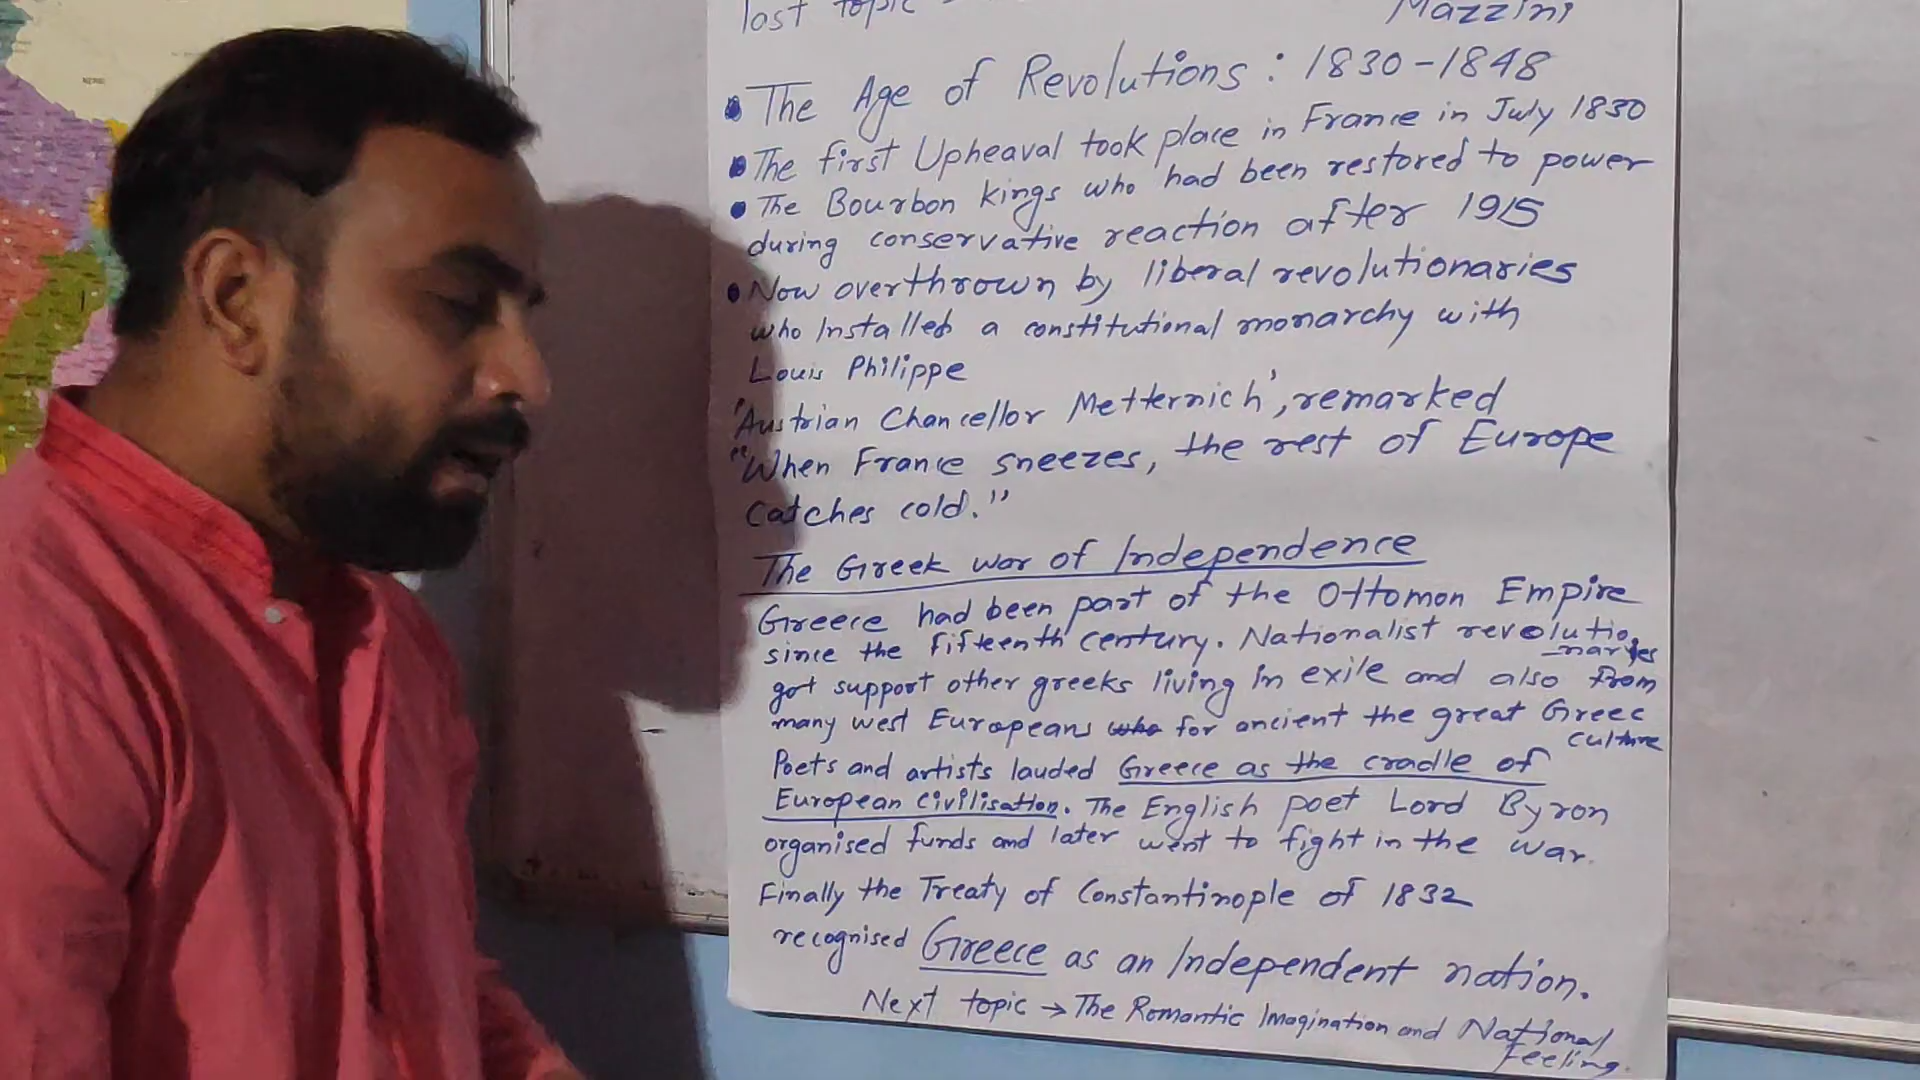 last topic Mazzini
• The Age of Revolutions : 1830-1848
• The first Upheaval took place in France in July 1830
• The Bourbon kings who had been restored to power
during conservative reaction after 1915
• Now overthrown by liberal revolutionaries
who Installed a constitutional monarchy with
Louis Philippe
'Austrian Chancellor Metternich', remarked
"When France sneezes, the rest of Europe
Catches cold."
The Greek war of Independence
Greece had been part of the Ottomon Empire
since the fifteenth century. Nationalist revolutio
-naries
got support other greeks living in exile and also from
many west Europeans who for ancient the great Greec
culture
Poets and artists lauded Greece as the cradle of
European Civilisation. The English poet Lord Byron
organised funds and later went to fight in the war.
Finally the Treaty of Constantinople of 1832
recognised Greece as an Independent nation.
Next topic → The Romantic Imagination and National
Feeling.